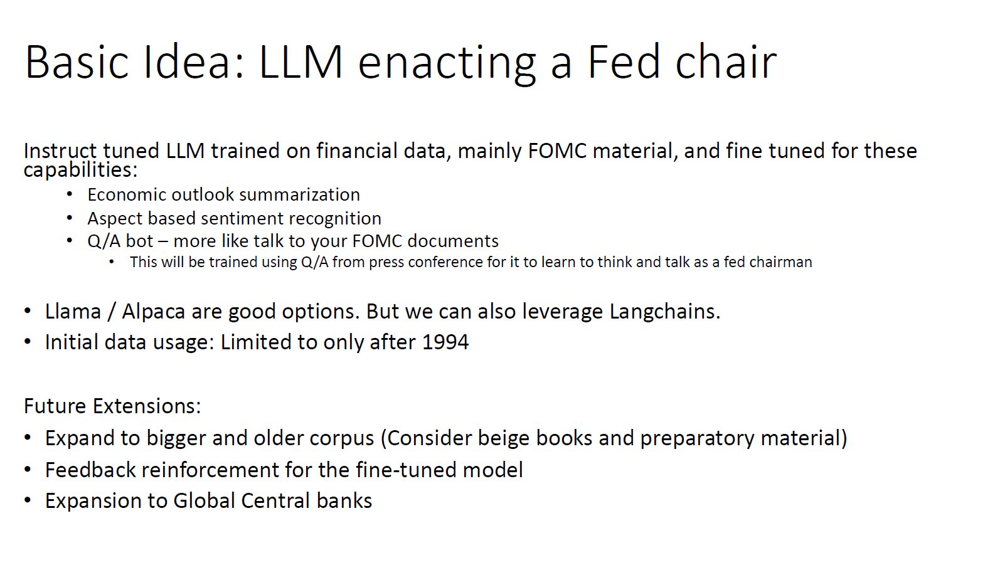 Basic Idea: LLM enacting a Fed chair
Instruct tuned LLM trained on financial data, mainly FOMC material, and fine tuned for these
capabilities:
• Economic outlook summarization
• Aspect based sentiment recognition
• Q/A bot – more like talk to your FOMC documents
• This will be trained using Q/A from press conference for it to learn to think and talk as a fed chairman
• Llama / Alpaca are good options. But we can also leverage Langchains.
• Initial data usage: Limited to only after 1994
Future Extensions:
• Expand to bigger and older corpus (Consider beige books and preparatory material)
• Feedback reinforcement for the fine-tuned model
• Expansion to Global Central banks